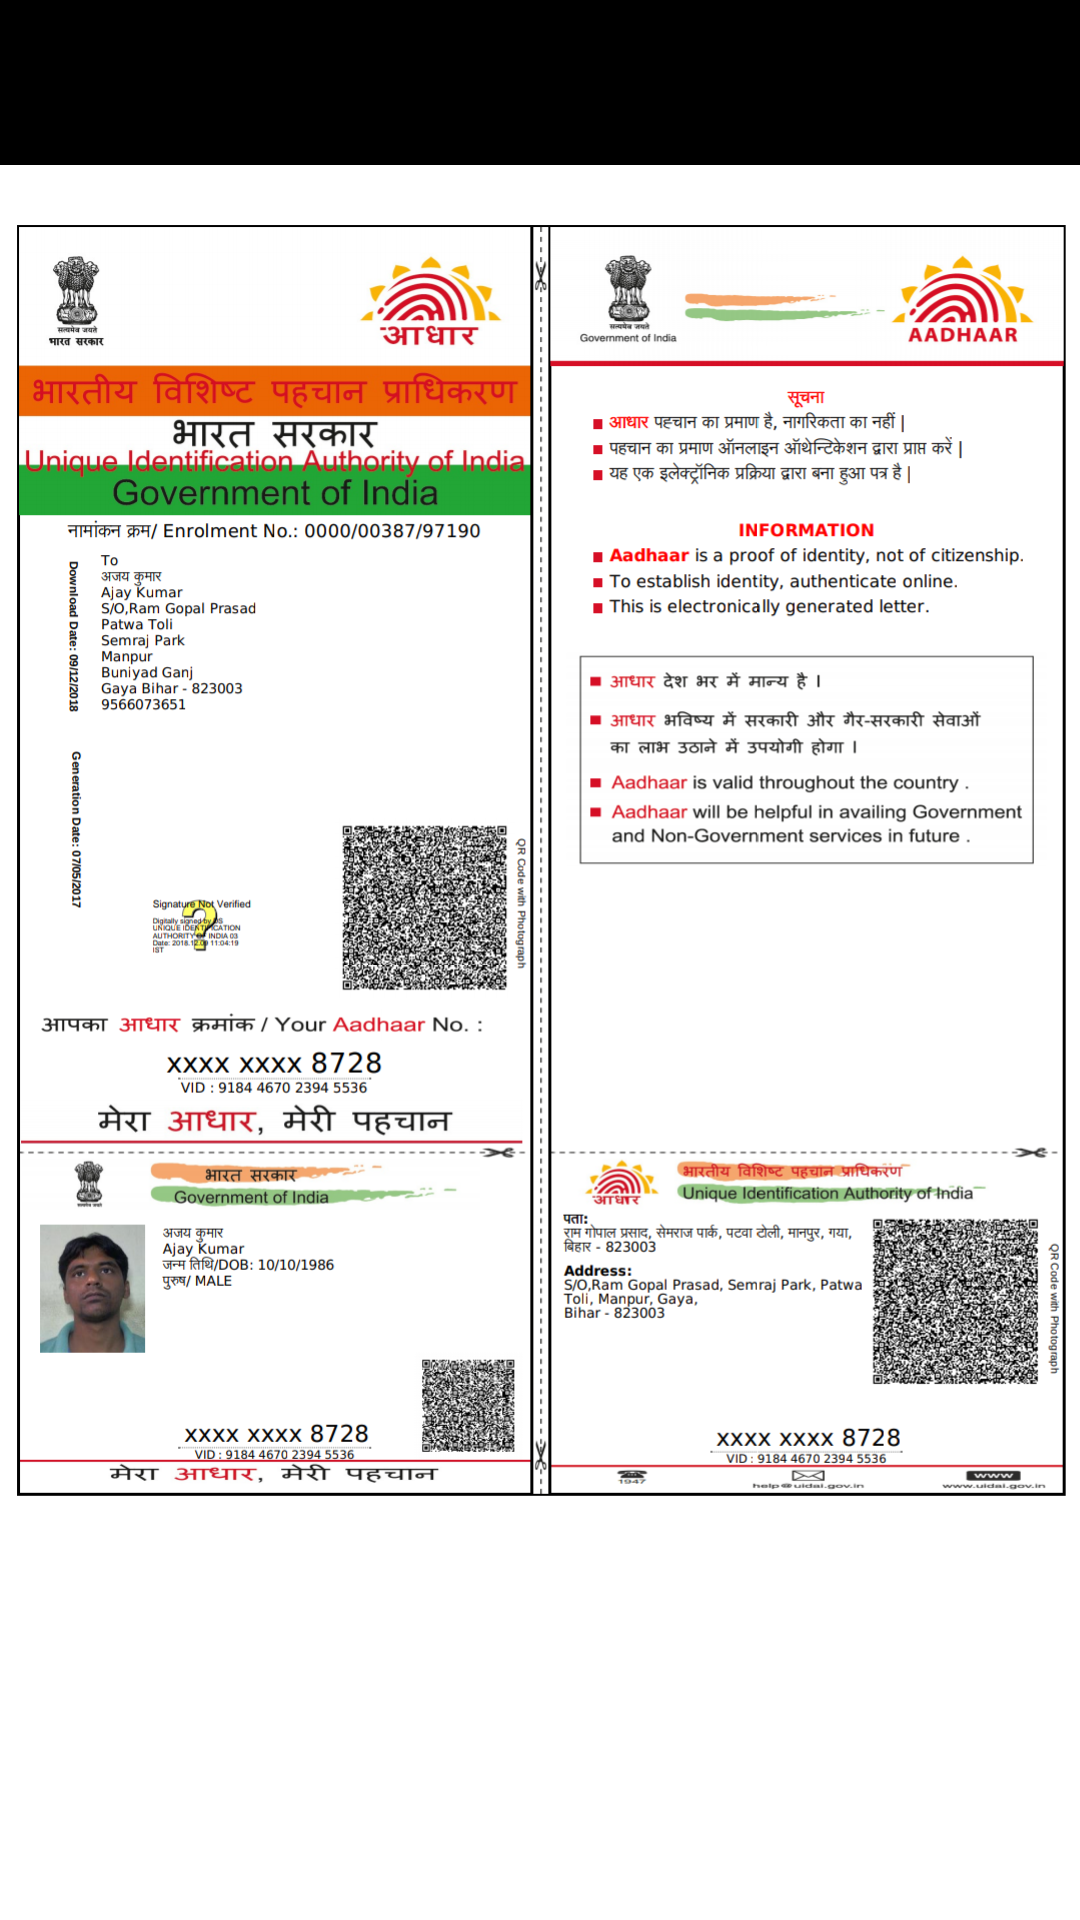 सत्यमेव जयते
भारत सरकार
आधार
भारतीय विशिष्ट पहचान प्राधिकरण
भारत सरकार
Unique Identification Authority of India
Government of India
नामांकन क्रम/ Enrolment No.: 0000/00387/97190
Download Date: 09/12/2018
To
अजय कुमार
Ajay Kumar
S/O,Ram Gopal Prasad
Patwa Toli
Semraj Park
Manpur
Buniyad Ganj
Gaya Bihar - 823003
9566073651
Generation Date: 07/05/2017
Signature Not Verified
Digitally signed by DS
UNIQUE IDENTIFICATION
AUTHORITY OF INDIA 03
Date: 2018.12.09 11:04:19
IST
QR Code with Photograph
आपका आधार क्रमांक / Your Aadhaar No. :
xxxx xxxx 8728
VID : 9184 4670 2394 5536
मेरा आधार, मेरी पहचान
सत्यमेव जयते
Government of India
AADHAAR
सूचना
आधार पहचान का प्रमाण है, नागरिकता का नहीं |
पहचान का प्रमाण ऑनलाइन ऑथेन्टिकेशन द्वारा प्राप्त करें |
यह एक इलेक्ट्रॉनिक प्रक्रिया द्वारा बना हुआ पत्र है |
INFORMATION
Aadhaar is a proof of identity, not of citizenship.
To establish identity, authenticate online.
This is electronically generated letter.
आधार देश भर में मान्य है ।
आधार भविष्य में सरकारी और गैर-सरकारी सेवाओं
का लाभ उठाने में उपयोगी होगा ।
Aadhaar is valid throughout the country .
Aadhaar will be helpful in availing Government
and Non-Government services in future .
सत्यमेव जयते
भारत सरकार
Government of India
अजय कुमार
Ajay Kumar
जन्म तिथि/DOB: 10/10/1986
पुरुष/ MALE
xxxx xxxx 8728
VID : 9184 4670 2394 5536
मेरा आधार, मेरी पहचान
आधार
भारतीय विशिष्ट पहचान प्राधिकरण
Unique Identification Authority of India
पता:
राम गोपाल प्रसाद, सेमराज पार्क, पटवा टोली, मानपुर, गया,
बिहार - 823003
Address:
S/O,Ram Gopal Prasad, Semraj Park, Patwa
Toli, Manpur, Gaya,
Bihar - 823003
QR Code with Photograph
xxxx xxxx 8728
VID : 9184 4670 2394 5536
1947
help@uidai.gov.in
www
www.uidai.gov.in